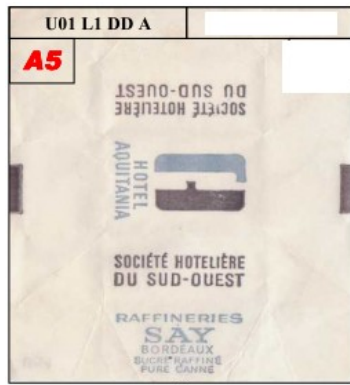 U01 L1 DD A
A5
SOCIÉTÉ HOTELIÈRE
DU SUD-OUEST
HOTEL
AQUITANIA
SOCIÉTÉ HOTELIÈRE
DU SUD-OUEST
RAFFINERIES
SAY
BORDEAUX
SUCRE RAFFINÉ
PURE CANNE